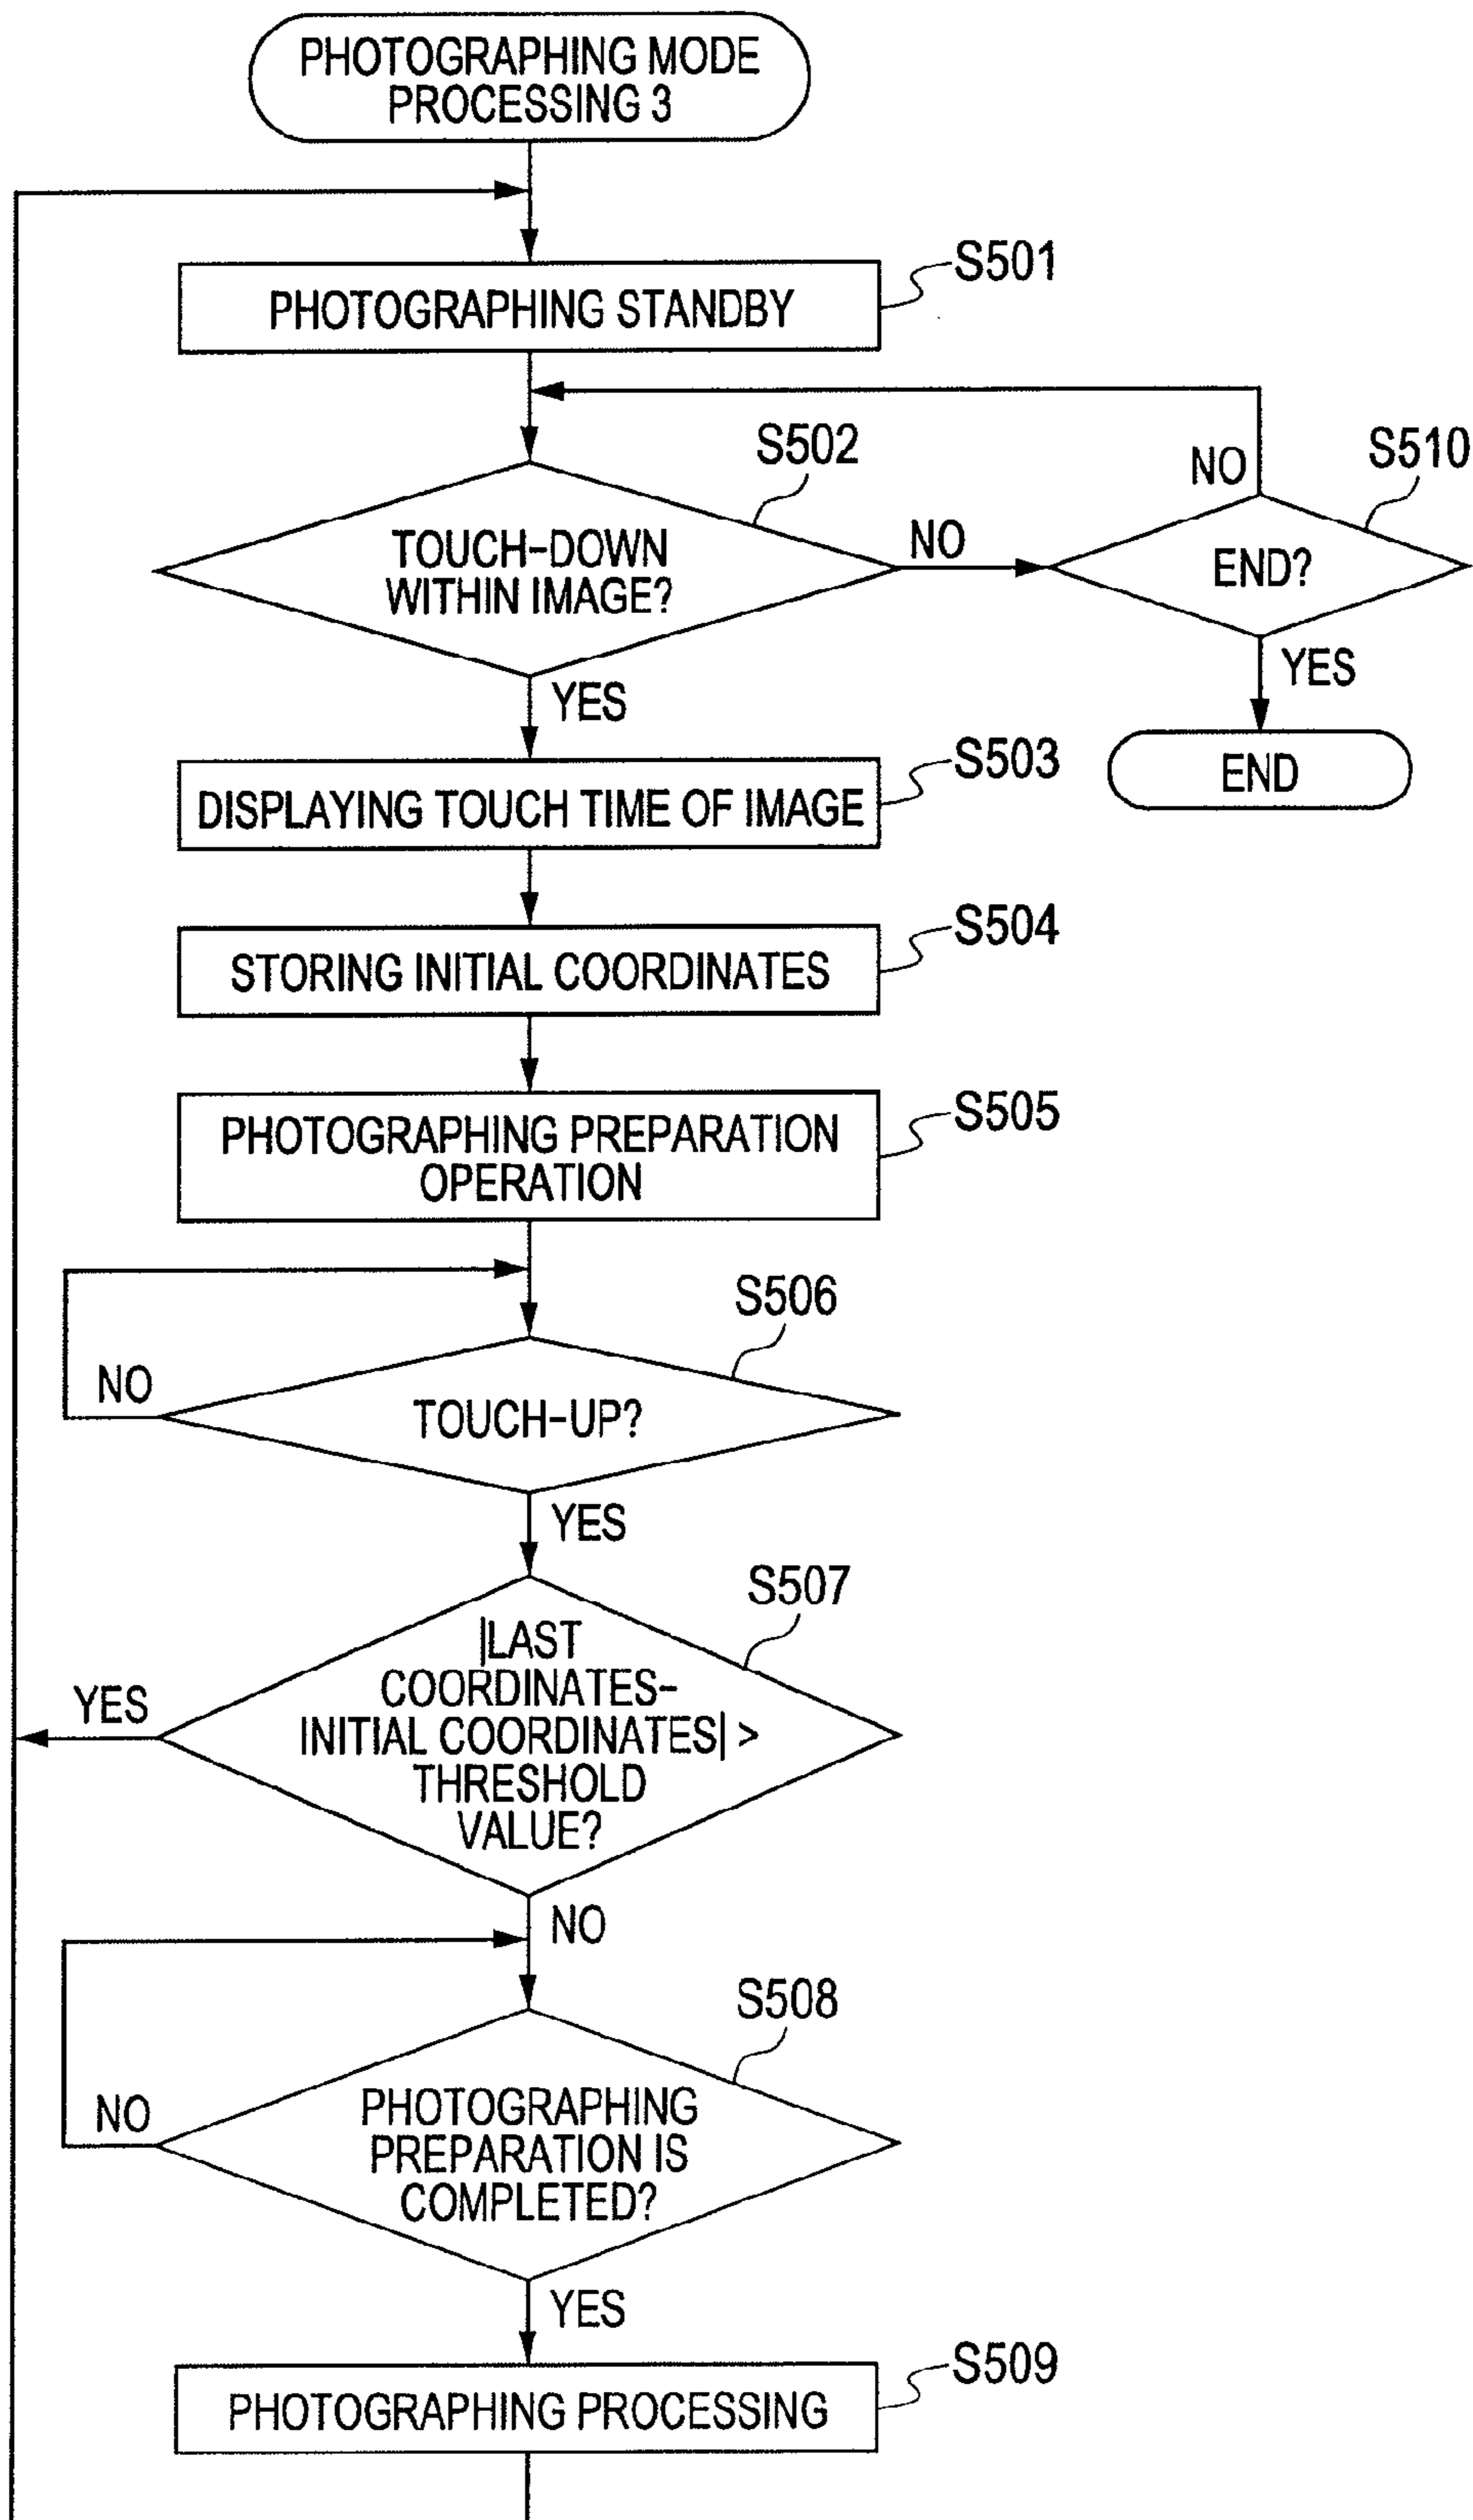 PHOTOGRAPHING MODE
PROCESSING 3
S501
PHOTOGRAPHING STANDBY
S502
TOUCH-DOWN
WITHIN IMAGE?
NO
S510
NO
END?
YES
END
YES
S503
DISPLAYING TOUCH TIME OF IMAGE
S504
STORING INITIAL COORDINATES
S505
PHOTOGRAPHING PREPARATION
OPERATION
S506
NO
TOUCH-UP?
YES
S507
|LAST
COORDINATES-
INITIAL COORDINATES| >
THRESHOLD
VALUE?
YES
NO
S508
NO
PHOTOGRAPHING
PREPARATION IS
COMPLETED?
YES
S509
PHOTOGRAPHING PROCESSING